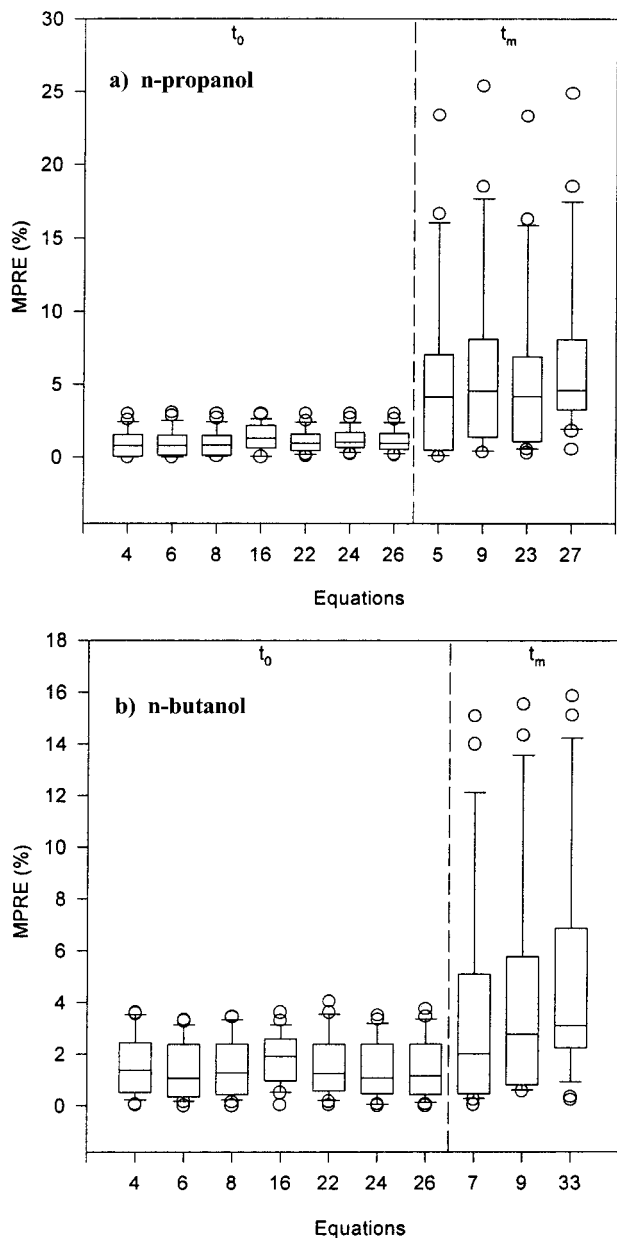 30
25
20
15
10
5
0
MPRE (%)
t0
tm
a) n-propanol
4 6 8 16 22 24 26 5 9 23 27
Equations
18
16
14
12
10
8
6
4
2
0
MPRE (%)
t0
tm
b) n-butanol
4 6 8 16 22 24 26 7 9 33
Equations